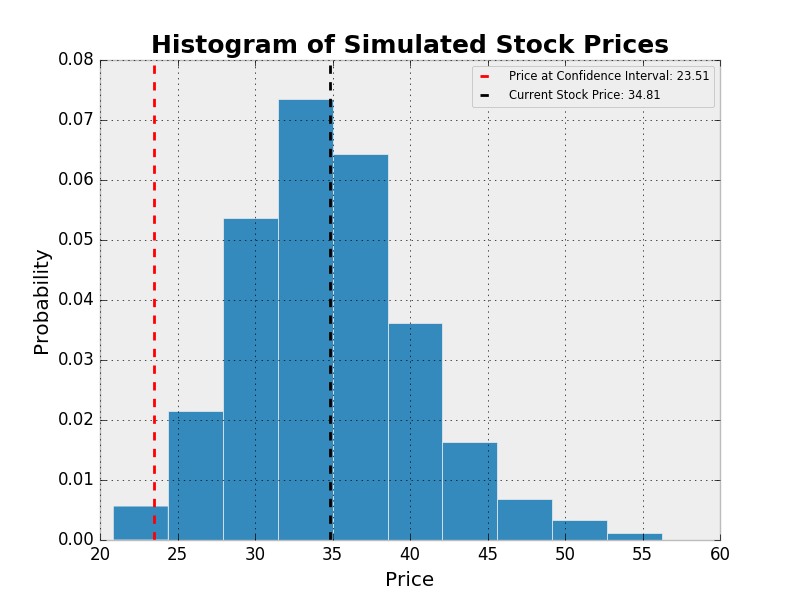 Histogram of Simulated Stock Prices
Price at Confidence Interval: 23.51
Current Stock Price: 34.81
0.08
0.07
0.06
0.05
0.04
0.03
0.02
0.01
0.00
Probability
20 25 30 35 40 45 50 55 60
Price